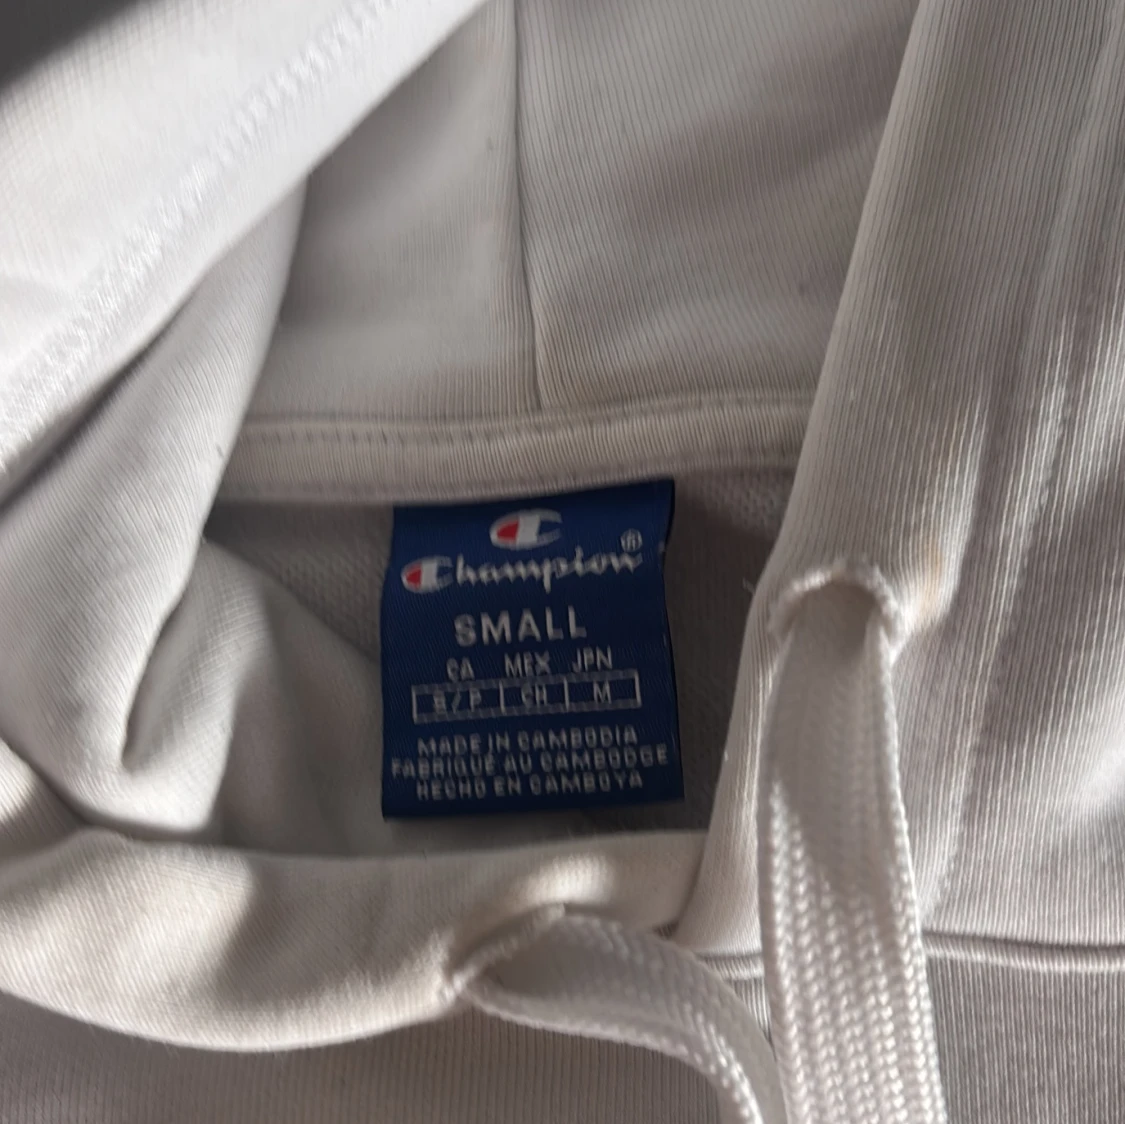 Champion®
SMALL
CA MEX JPN
S/P CH M
MADE IN CAMBODIA
FABRIQUÉ AU CAMBODGE
HECHO EN CAMBOYA